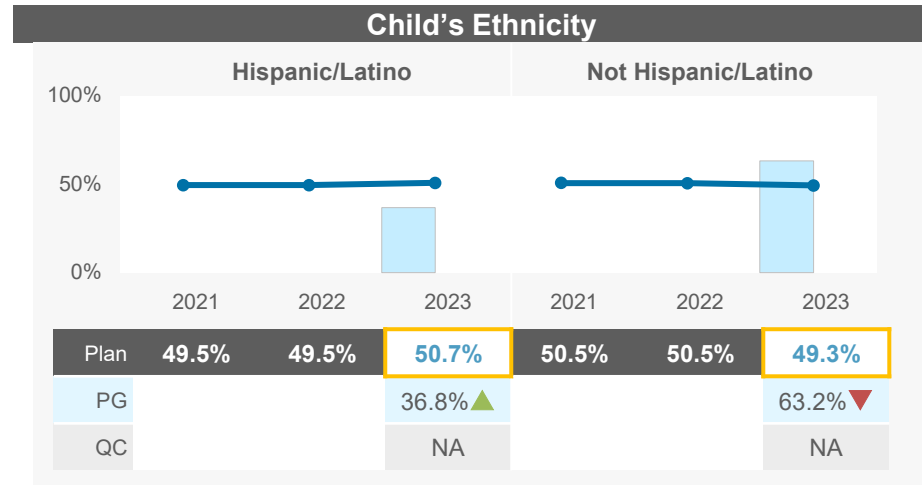 Child’s Ethnicity
Hispanic/Latino Not Hispanic/Latino
100%
50%
0%
2021 2022 2023 2021 2022 2023
Plan 49.5% 49.5% 50.7% 50.5% 50.5% 49.3%
PG 36.8% 63.2%
QC NA NA